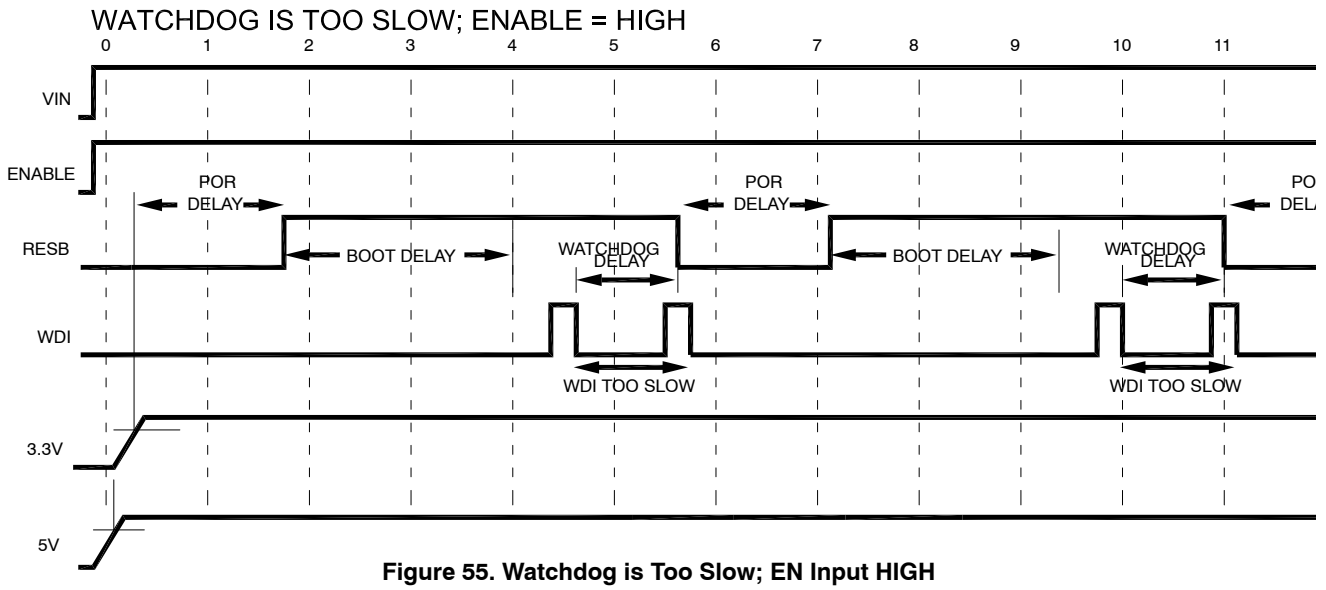 WATCHDOG IS TOO SLOW; ENABLE = HIGH
0 1 2 3 4 5 6 7 8 9 10 11
VIN
ENABLE
POR
DELAY
POR
DELAY
PO
DELA
RESB
BOOT DELAY
WATCHDOG
DELAY
BOOT DELAY
WATCHDOG
DELAY
WDI
WDI TOO SLOW
WDI TOO SLOW
3.3V
5V
Figure 55. Watchdog is Too Slow; EN Input HIGH